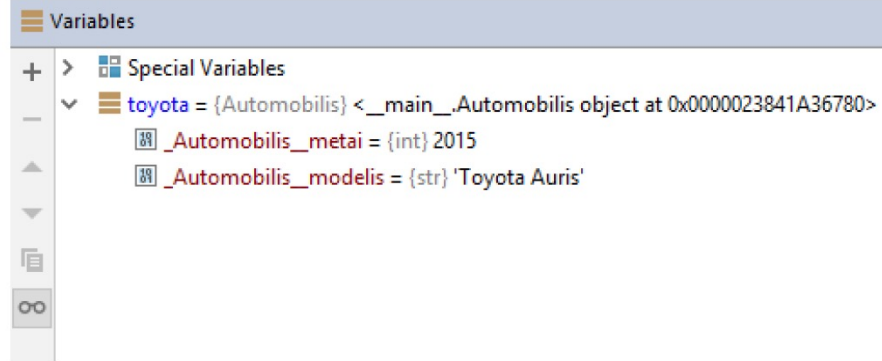 Variables
Special Variables
toyota = {Automobilis} <__main__.Automobilis object at 0x0000023841A36780>
_Automobilis__metai = {int} 2015
_Automobilis__modelis = {str} 'Toyota Auris'